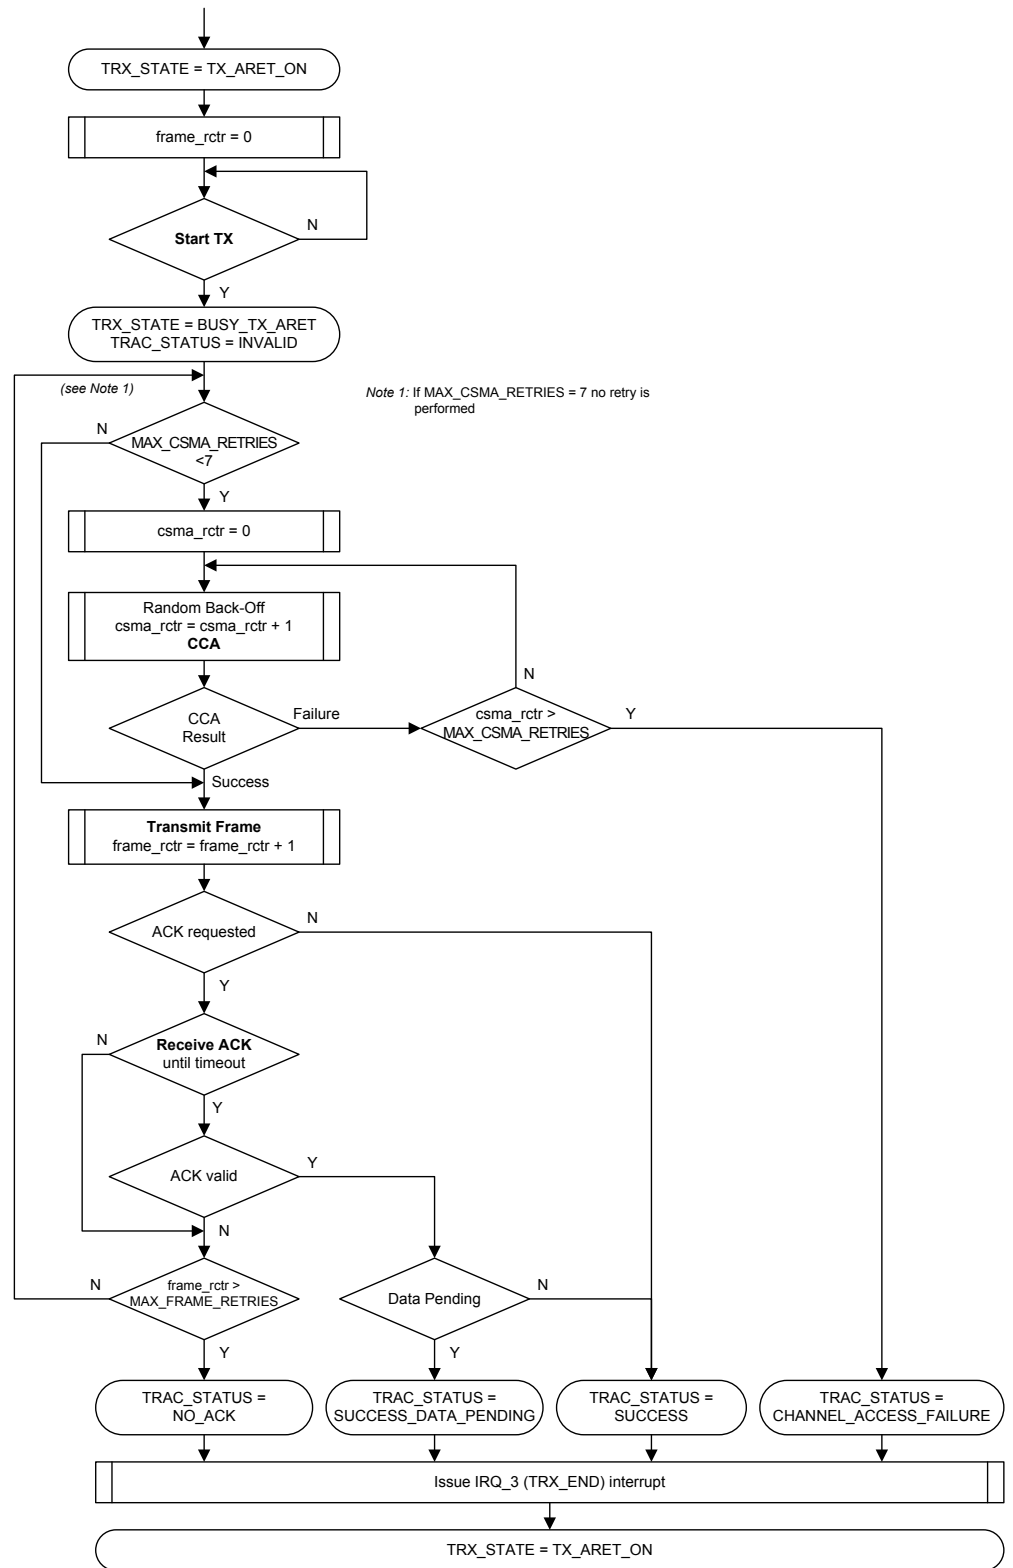 TRX_STATE = TX_ARET_ON
frame_rctr = 0
N
Start TX
Y
TRX_STATE = BUSY_TX_ARET
TRAC_STATUS = INVALID
(see Note 1)
Note 1: If MAX_CSMA_RETRIES = 7 no retry is
performed
N
MAX_CSMA_RETRIES
<7
Y
csma_rctr = 0
Random Back-Off
csma_rctr = csma_rctr + 1
CCA
N
CCA
Result
Failure
csma_rctr >
MAX_CSMA_RETRIES
Y
Success
Transmit Frame
frame_rctr = frame_rctr + 1
ACK requested
N
Y
N
Receive ACK
until timeout
Y
ACK valid
Y
N
N
frame_rctr >
MAX_FRAME_RETRIES
Data Pending
N
Y
Y
TRAC_STATUS =
NO_ACK
TRAC_STATUS =
SUCCESS_DATA_PENDING
TRAC_STATUS =
SUCCESS
TRAC_STATUS =
CHANNEL_ACCESS_FAILURE
Issue IRQ_3 (TRX_END) interrupt
TRX_STATE = TX_ARET_ON